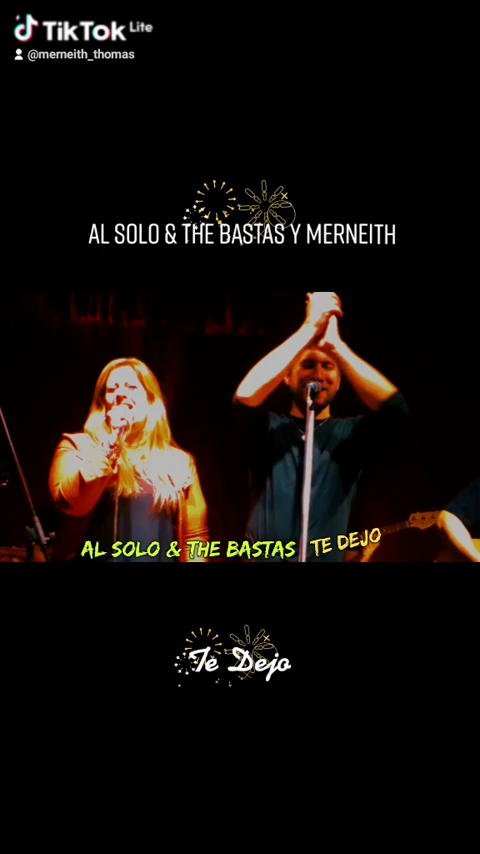 TikTok Lite
@merneith_thomas
AL SOLO & THE BASTAS Y MERNEITH
AL SOLO & THE BASTAS TE DEJO
Te Dejo